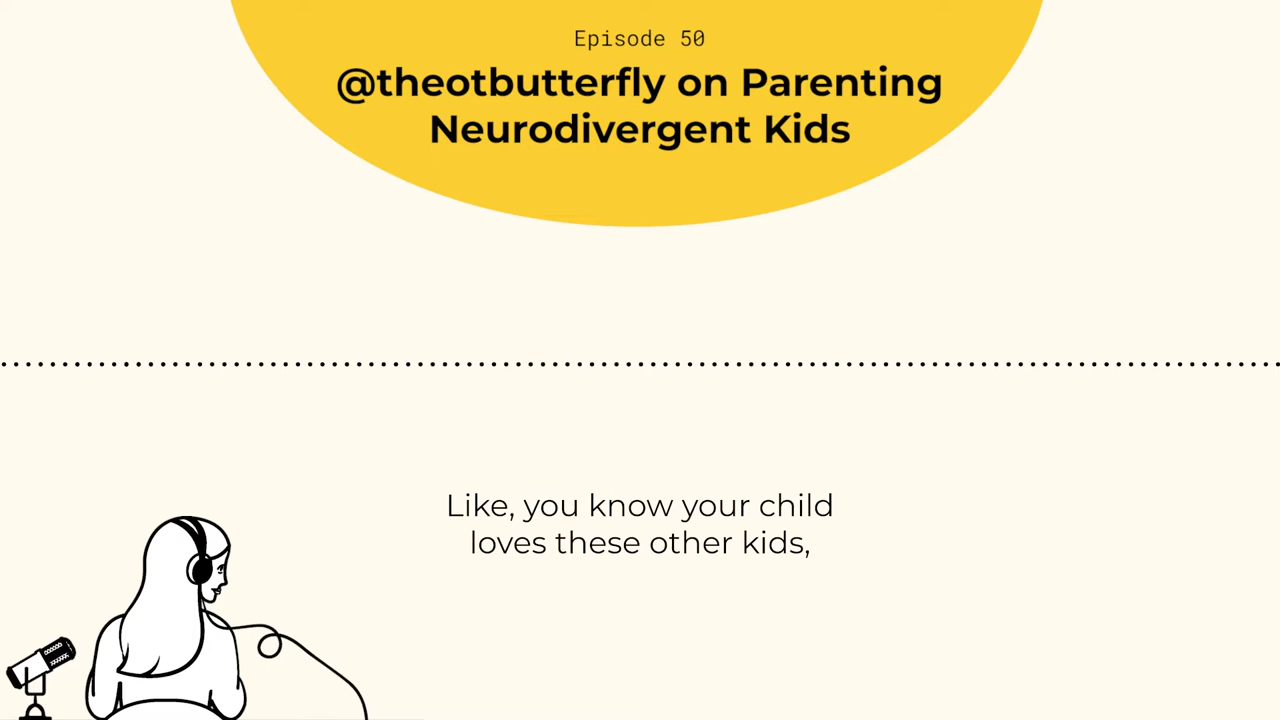 Episode 50
@theotbutterfly on Parenting
Neurodivergent Kids
Like, you know your child
loves these other kids,